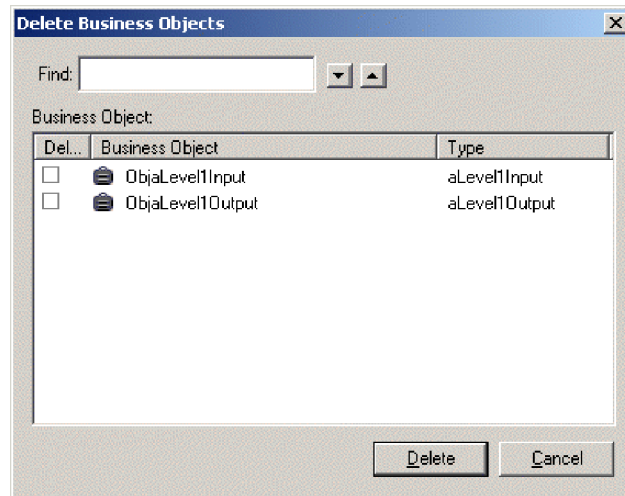 Delete Business Objects
Find:
Business Object:
Del... Business Object Type
ObjaLevel1Input aLevel1Input
ObjaLevel1Output aLevel1Output
Delete Cancel